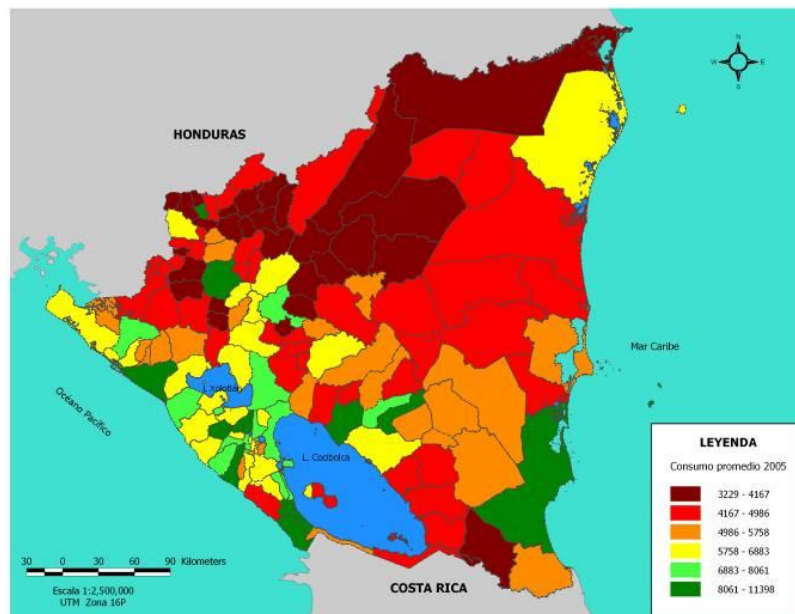 N
W E
S
HONDURAS
Mar Caribe
L. Xolotlan
Océano Pacífico
L. Cocibolca
LEYENDA
Consumo promedio 2005
3229 - 4167
4167 - 4986
4986 - 5758
5758 - 6883
6883 - 8061
8061 - 11398
30 0 30 60 90 Kilometers
Escala 1:2,500,000
UTM Zona 16P
COSTA RICA